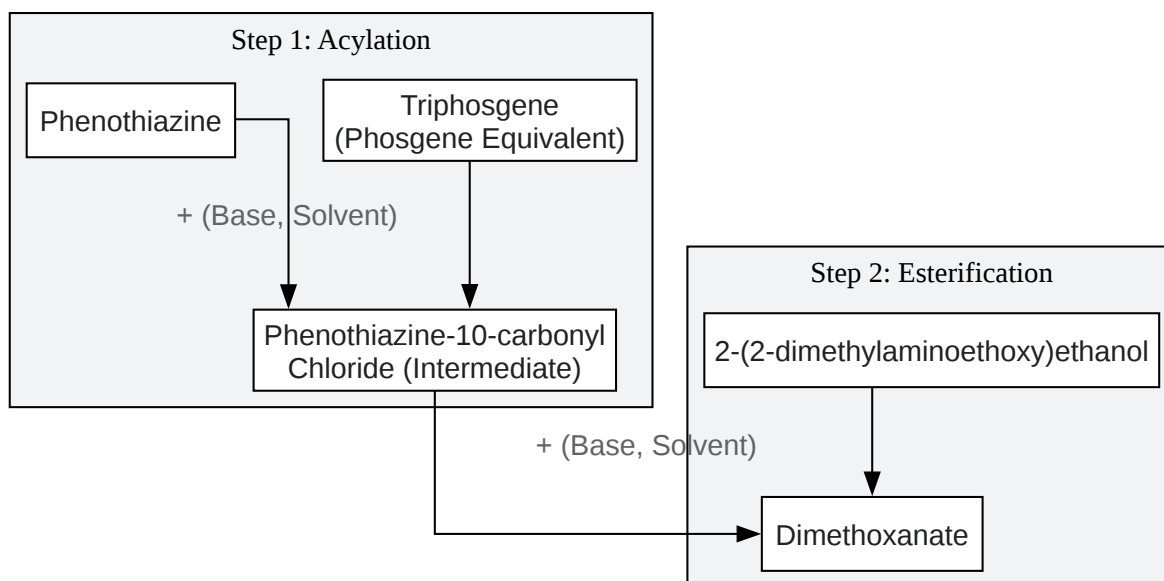 Step 1: Acylation
Phenothiazine
Triphosgene
(Phosgene Equivalent)
+ (Base, Solvent)
Phenothiazine-10-carbonyl
Chloride (Intermediate)
Step 2: Esterification
2-(2-dimethylaminoethoxy)ethanol
+ (Base, Solvent)
Dimethoxanate